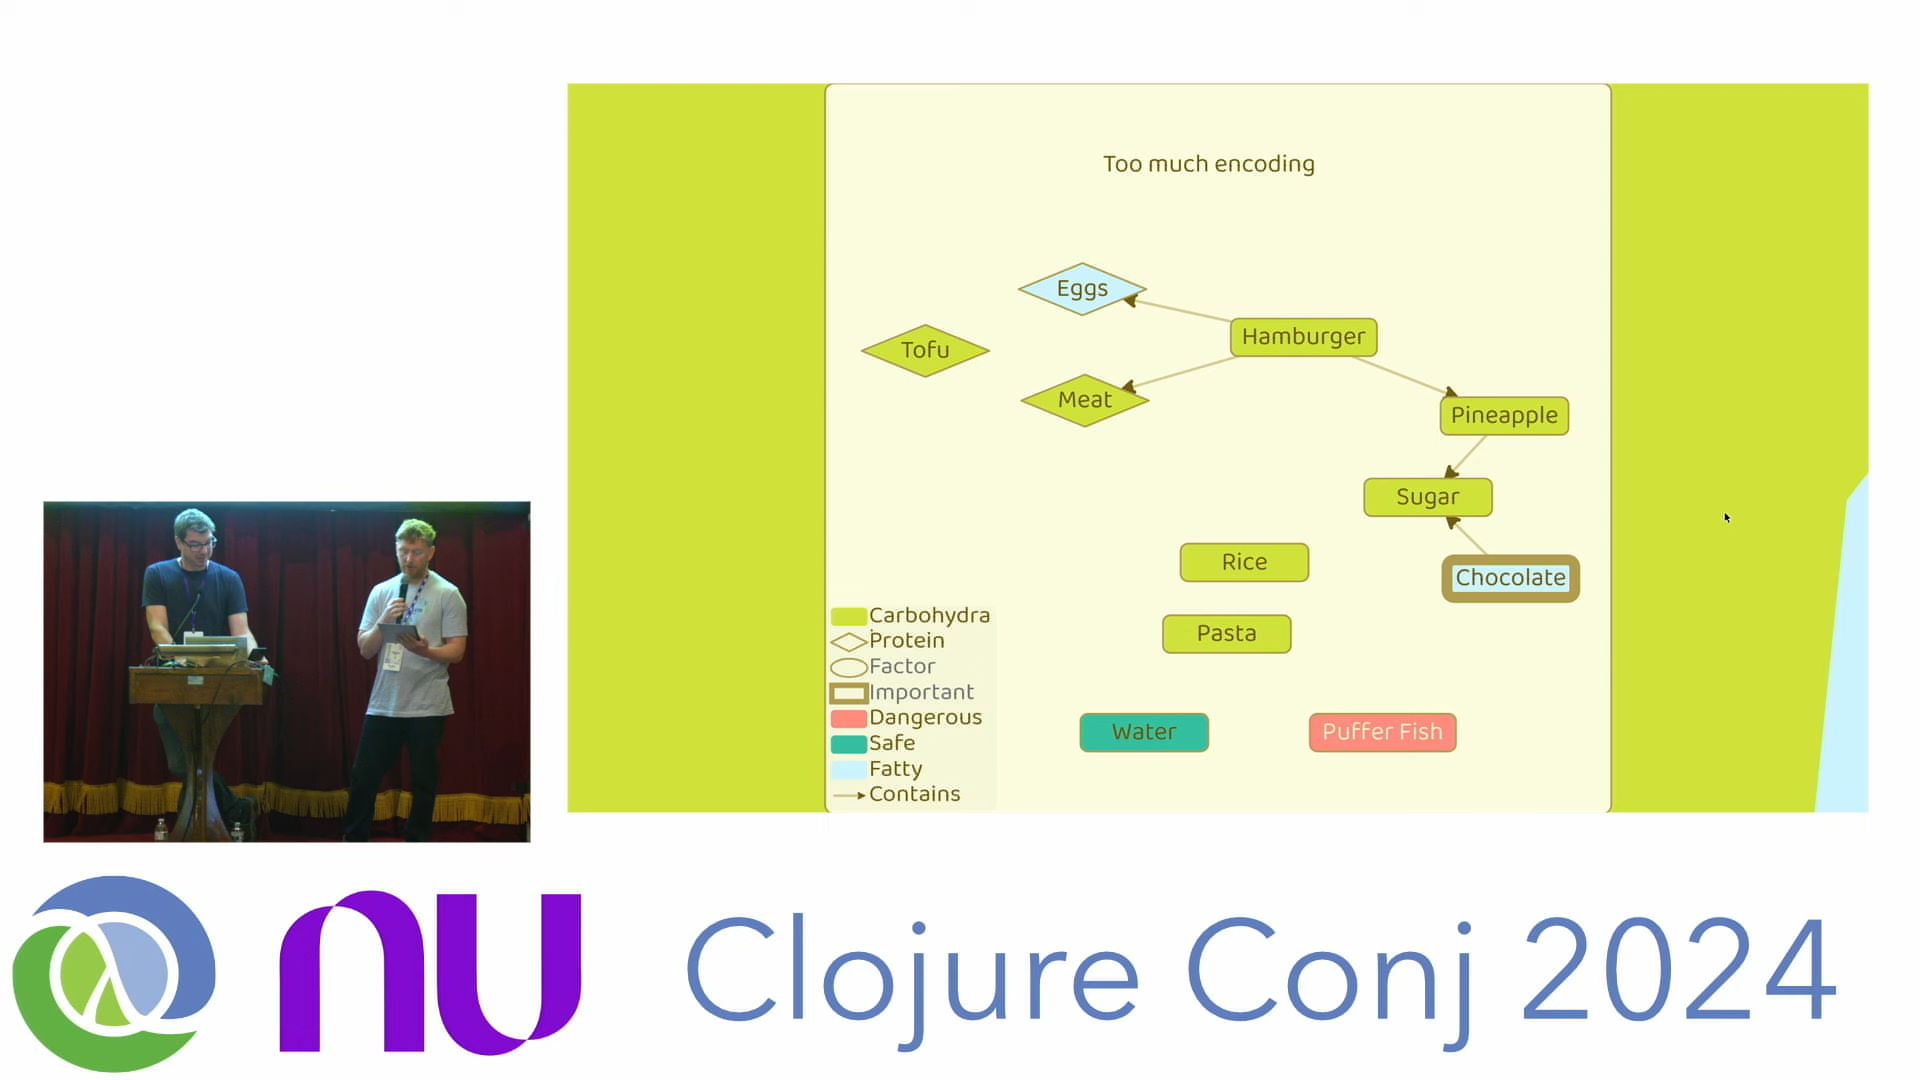 Too much encoding
Eggs
Hamburger
Tofu
Meat
Pineapple
Sugar
Rice
Chocolate
Pasta
Water
Puffer Fish
Carbohydra
Protein
Factor
Important
Dangerous
Safe
Fatty
Contains
nu
Clojure Conj 2024